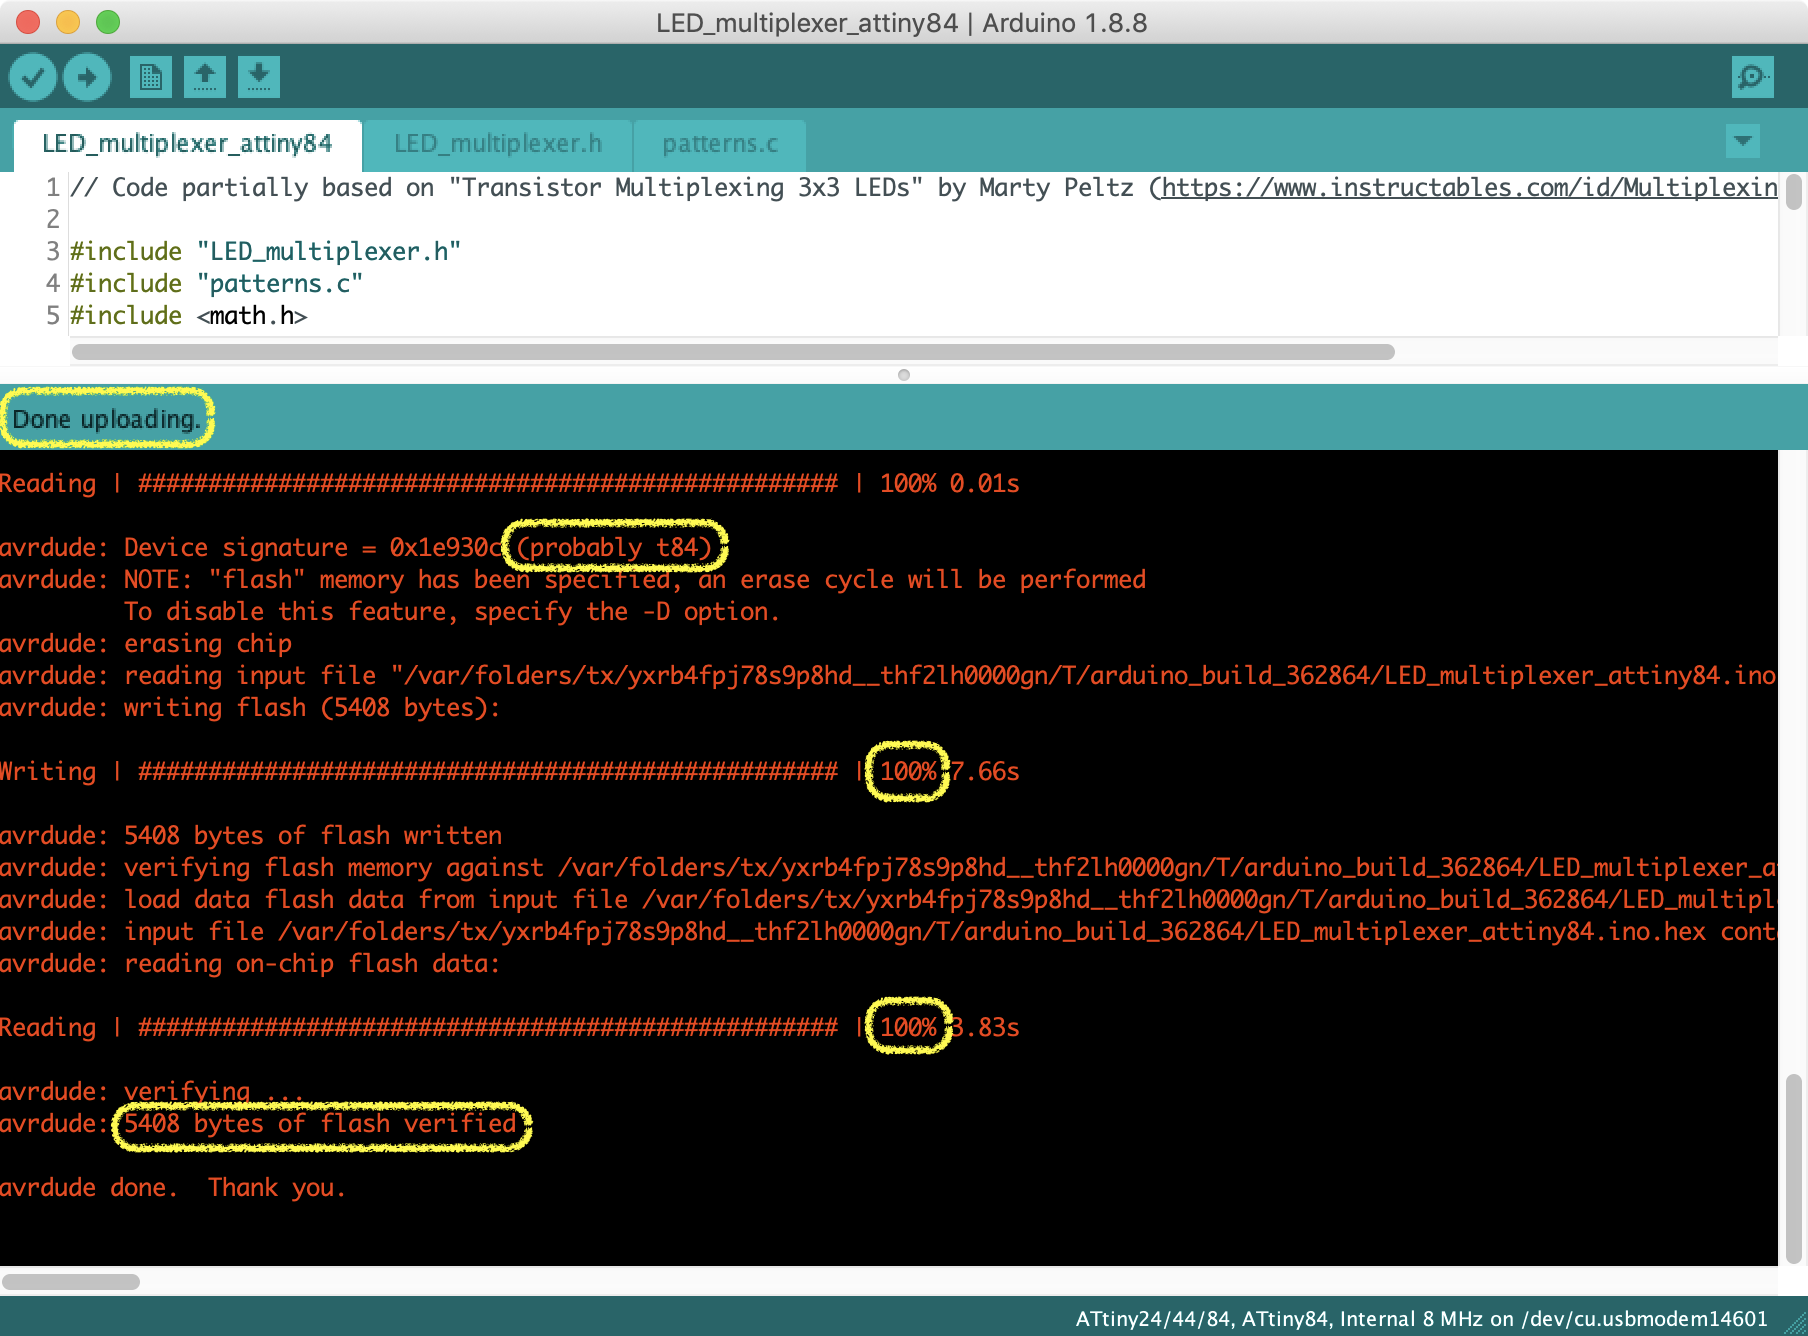 LED_multiplexer_attiny84 | Arduino 1.8.8
LED_multiplexer_attiny84 LED_multiplexer.h patterns.c
1 // Code partially based on "Transistor Multiplexing 3x3 LEDs" by Marty Peltz (https://www.instructables.com/id/Multiplexin
2
3 #include "LED_multiplexer.h"
4 #include "patterns.c"
5 #include <math.h>
Done uploading.
Reading | ################################################## | 100% 0.01s
avrdude: Device signature = 0x1e930c (probably t84)
avrdude: NOTE: "flash" memory has been specified, an erase cycle will be performed
To disable this feature, specify the -D option.
avrdude: erasing chip
avrdude: reading input file "/var/folders/tx/yxrb4fpj78s9p8hd__thf2lh0000gn/T/arduino_build_362864/LED_multiplexer_attiny84.ino
avrdude: writing flash (5408 bytes):
Writing | ################################################## | 100% 7.66s
avrdude: 5408 bytes of flash written
avrdude: verifying flash memory against /var/folders/tx/yxrb4fpj78s9p8hd__thf2lh0000gn/T/arduino_build_362864/LED_multiplexer_a
avrdude: load data flash data from input file /var/folders/tx/yxrb4fpj78s9p8hd__thf2lh0000gn/T/arduino_build_362864/LED_multipl
avrdude: input file /var/folders/tx/yxrb4fpj78s9p8hd__thf2lh0000gn/T/arduino_build_362864/LED_multiplexer_attiny84.ino.hex cont
avrdude: reading on-chip flash data:
Reading | ################################################## | 100% 3.83s
avrdude: verifying ...
avrdude: 5408 bytes of flash verified
avrdude done.  Thank you.
ATtiny24/44/84, ATtiny84, Internal 8 MHz on /dev/cu.usbmodem14601